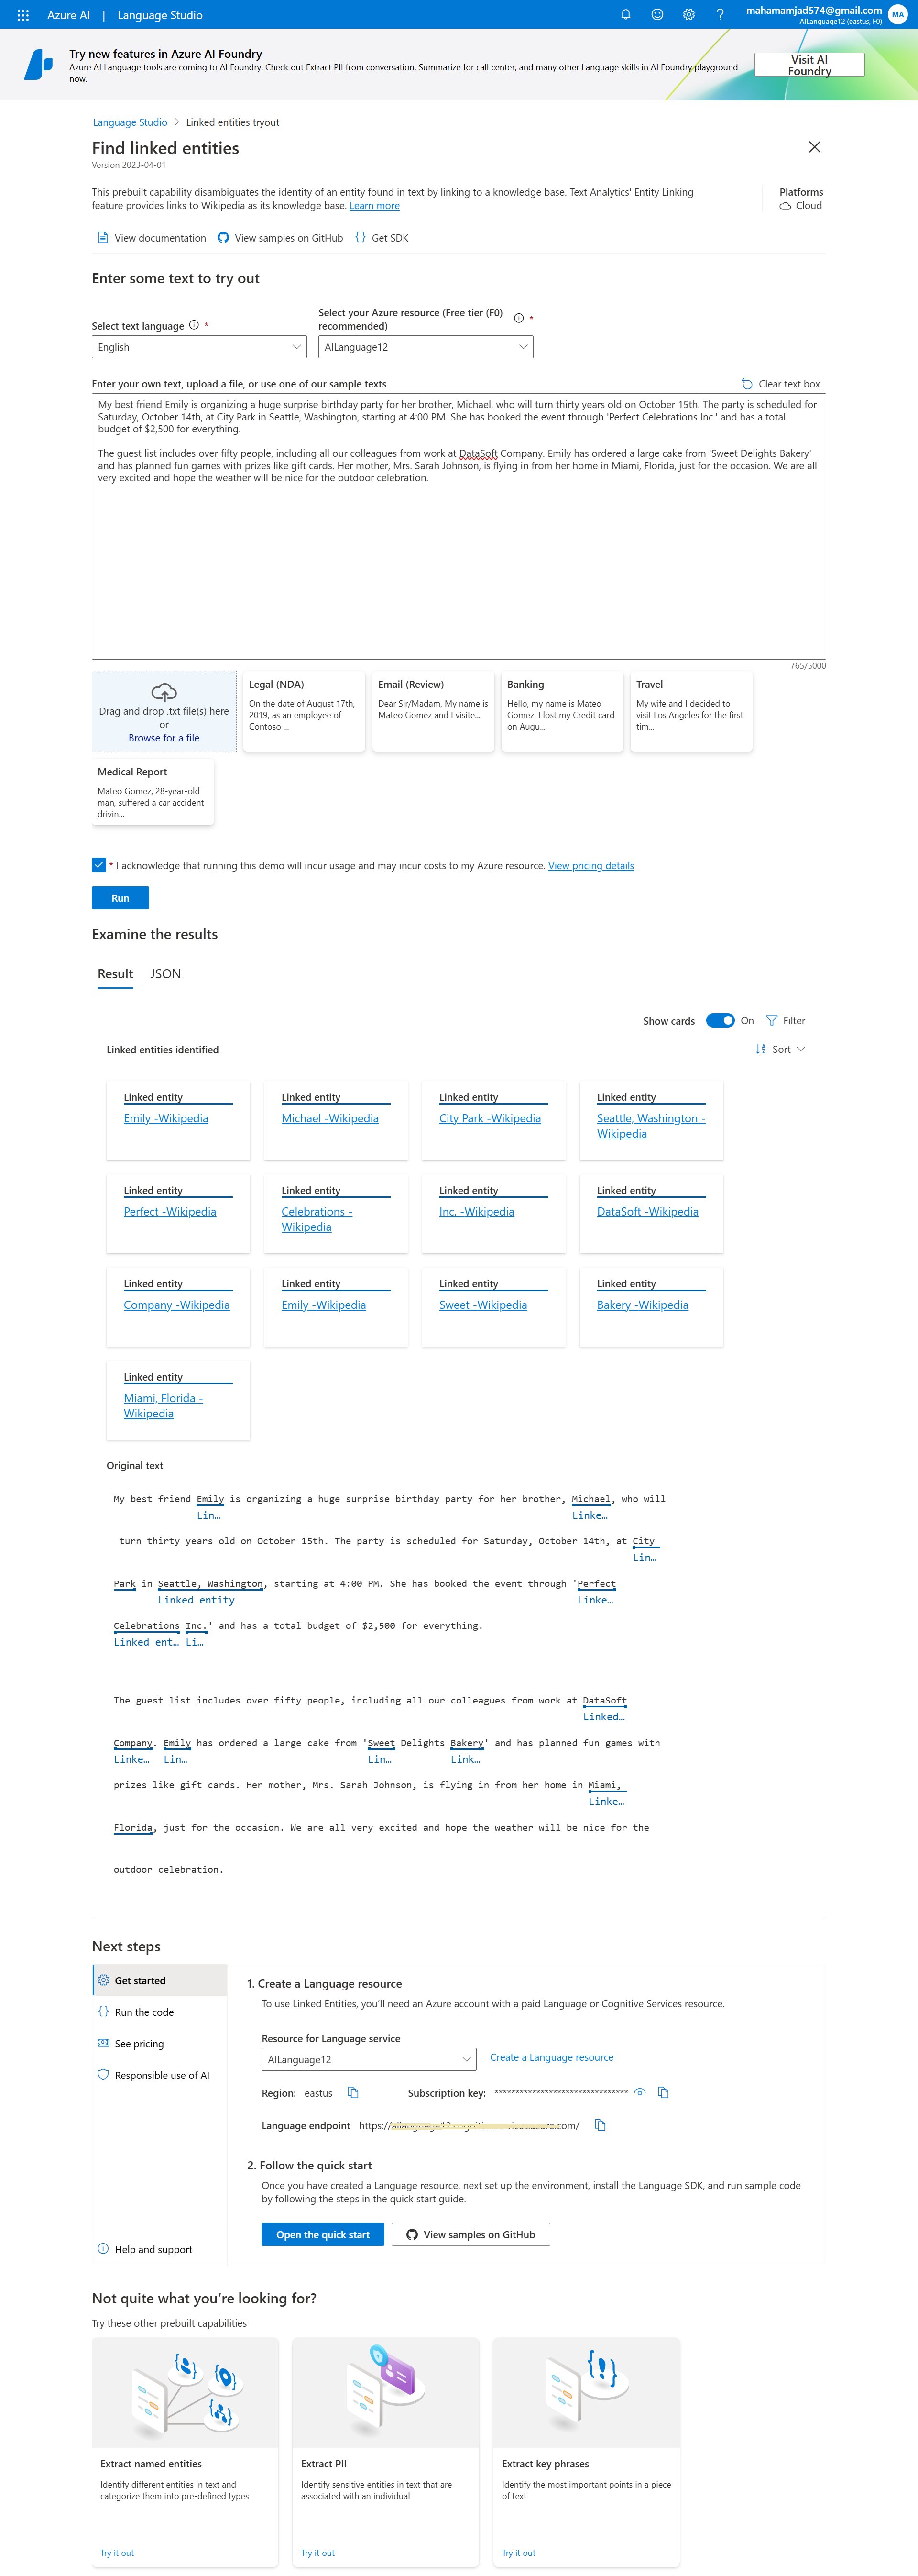 Azure AI | Language Studio
mahamamjad574@gmail.com
AILanguage12 (eastus, F0)
MA
Try new features in Azure AI Foundry
Azure AI Language tools are coming to AI Foundry. Check out Extract PII from conversation, Summarize for call center, and many other Language skills in AI Foundry playground
now.
Visit AI
Foundry
Language Studio > Linked entities tryout
Find linked entities
Version 2023-04-01
This prebuilt capability disambiguates the identity of an entity found in text by linking to a knowledge base. Text Analytics' Entity Linking
feature provides links to Wikipedia as its knowledge base. Learn more
Platforms
Cloud
View documentation
View samples on GitHub
Get SDK
Enter some text to try out
Select text language *
English
Select your Azure resource (Free tier (F0)
recommended) *
AILanguage12
Enter your own text, upload a file, or use one of our sample texts
Clear text box
My best friend Emily is organizing a huge surprise birthday party for her brother, Michael, who will turn thirty years old on October 15th. The party is scheduled for
Saturday, October 14th, at City Park in Seattle, Washington, starting at 4:00 PM. She has booked the event through 'Perfect Celebrations Inc.' and has a total
budget of $2,500 for everything.
The guest list includes over fifty people, including all our colleagues from work at DataSoft Company. Emily has ordered a large cake from 'Sweet Delights Bakery'
and has planned fun games with prizes like gift cards. Her mother, Mrs. Sarah Johnson, is flying in from her home in Miami, Florida, just for the occasion. We are all
very excited and hope the weather will be nice for the outdoor celebration.
765/5000
Drag and drop .txt file(s) here
or
Browse for a file
Legal (NDA)
On the date of August 17th,
2019, as an employee of
Contoso ...
Email (Review)
Dear Sir/Madam, My name is
Mateo Gomez and I visite...
Banking
Hello, my name is Mateo
Gomez. I lost my Credit card
on Augu...
Travel
My wife and I decided to
visit Los Angeles for the first
tim...
Medical Report
Mateo Gomez, 28-year-old
man, suffered a car accident
drivin...
* I acknowledge that running this demo will incur usage and may incur costs to my Azure resource. View pricing details
Run
Examine the results
Result
JSON
Show cards
On
Filter
Linked entities identified
Sort
Linked entity
Emily -Wikipedia
Linked entity
Michael -Wikipedia
Linked entity
City Park -Wikipedia
Linked entity
Seattle, Washington -
Wikipedia
Linked entity
Perfect -Wikipedia
Linked entity
Celebrations -
Wikipedia
Linked entity
Inc. -Wikipedia
Linked entity
DataSoft -Wikipedia
Linked entity
Company -Wikipedia
Linked entity
Emily -Wikipedia
Linked entity
Sweet -Wikipedia
Linked entity
Bakery -Wikipedia
Linked entity
Miami, Florida -
Wikipedia
Original text
My best friend Emily is organizing a huge surprise birthday party for her brother, Michael, who will
Lin... Linke...
turn thirty years old on October 15th. The party is scheduled for Saturday, October 14th, at City
Lin...
Park in Seattle, Washington, starting at 4:00 PM. She has booked the event through 'Perfect
Linked entity Linke...
Celebrations Inc.' and has a total budget of $2,500 for everything.
Linked ent... Li...
The guest list includes over fifty people, including all our colleagues from work at DataSoft
Linked...
Company. Emily has ordered a large cake from 'Sweet Delights Bakery' and has planned fun games with
Linke... Lin... Lin... Link...
prizes like gift cards. Her mother, Mrs. Sarah Johnson, is flying in from her home in Miami,
Linke...
Florida, just for the occasion. We are all very excited and hope the weather will be nice for the
outdoor celebration.
Next steps
Get started
Run the code
See pricing
Responsible use of AI
Help and support
1. Create a Language resource
To use Linked Entities, you'll need an Azure account with a paid Language or Cognitive Services resource.
Resource for Language service
AILanguage12
Create a Language resource
Region: eastus
Subscription key: ********************************
Language endpoint https://ailanguage12.cognitiveservices.azure.com/
2. Follow the quick start
Once you have created a Language resource, next set up the environment, install the Language SDK, and run sample code
by following the steps in the quick start guide.
Open the quick start
View samples on GitHub
Not quite what you're looking for?
Try these other prebuilt capabilities
Extract named entities
Identify different entities in text and
categorize them into pre-defined types
Try it out
Extract PII
Identify sensitive entities in text that are
associated with an individual
Try it out
Extract key phrases
Identify the most important points in a piece
of text
Try it out